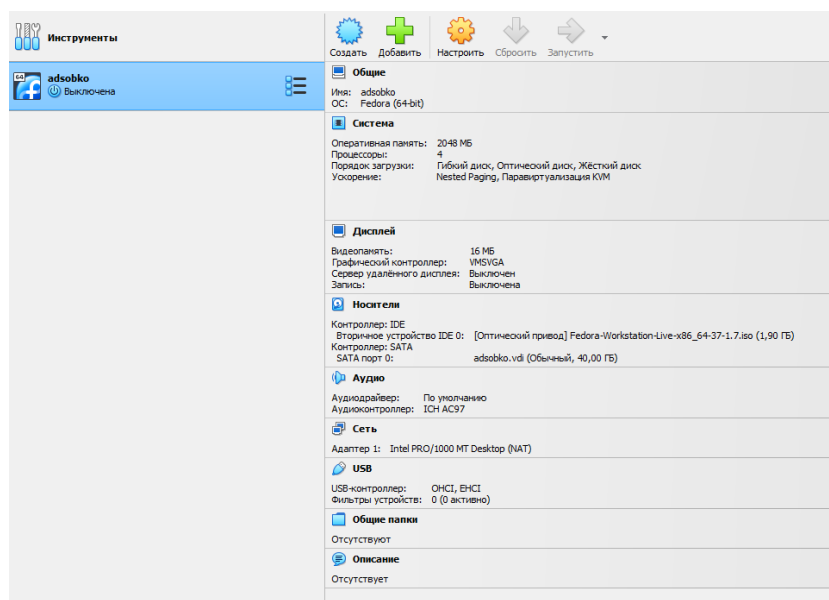 Инструменты
Создать Добавить Настроить Сбросить Запустить
64 adsobko
Выключена
Общие
Имя: adsobko
ОС: Fedora (64-bit)
Система
Оперативная память: 2048 МБ
Процессоры: 4
Порядок загрузки: Гибкий диск, Оптический диск, Жёсткий диск
Ускорение: Nested Paging, Паравиртуализация KVM
Дисплей
Видеопамять: 16 МБ
Графический контроллер: VMSVGA
Сервер удалённого дисплея: Выключен
Запись: Выключена
Носители
Контроллер: IDE
Вторичное устройство IDE 0: [Оптический привод] Fedora-Workstation-Live-x86_64-37-1.7.iso (1,90 ГБ)
Контроллер: SATA
SATA порт 0: adsobko.vdi (Обычный, 40,00 ГБ)
Аудио
Аудиодрайвер: По умолчанию
Аудиоконтроллер: ICH AC97
Сеть
Адаптер 1: Intel PRO/1000 MT Desktop (NAT)
USB
USB-контроллер: OHCI, EHCI
Фильтры устройств: 0 (0 активно)
Общие папки
Отсутствуют
Описание
Отсутствует